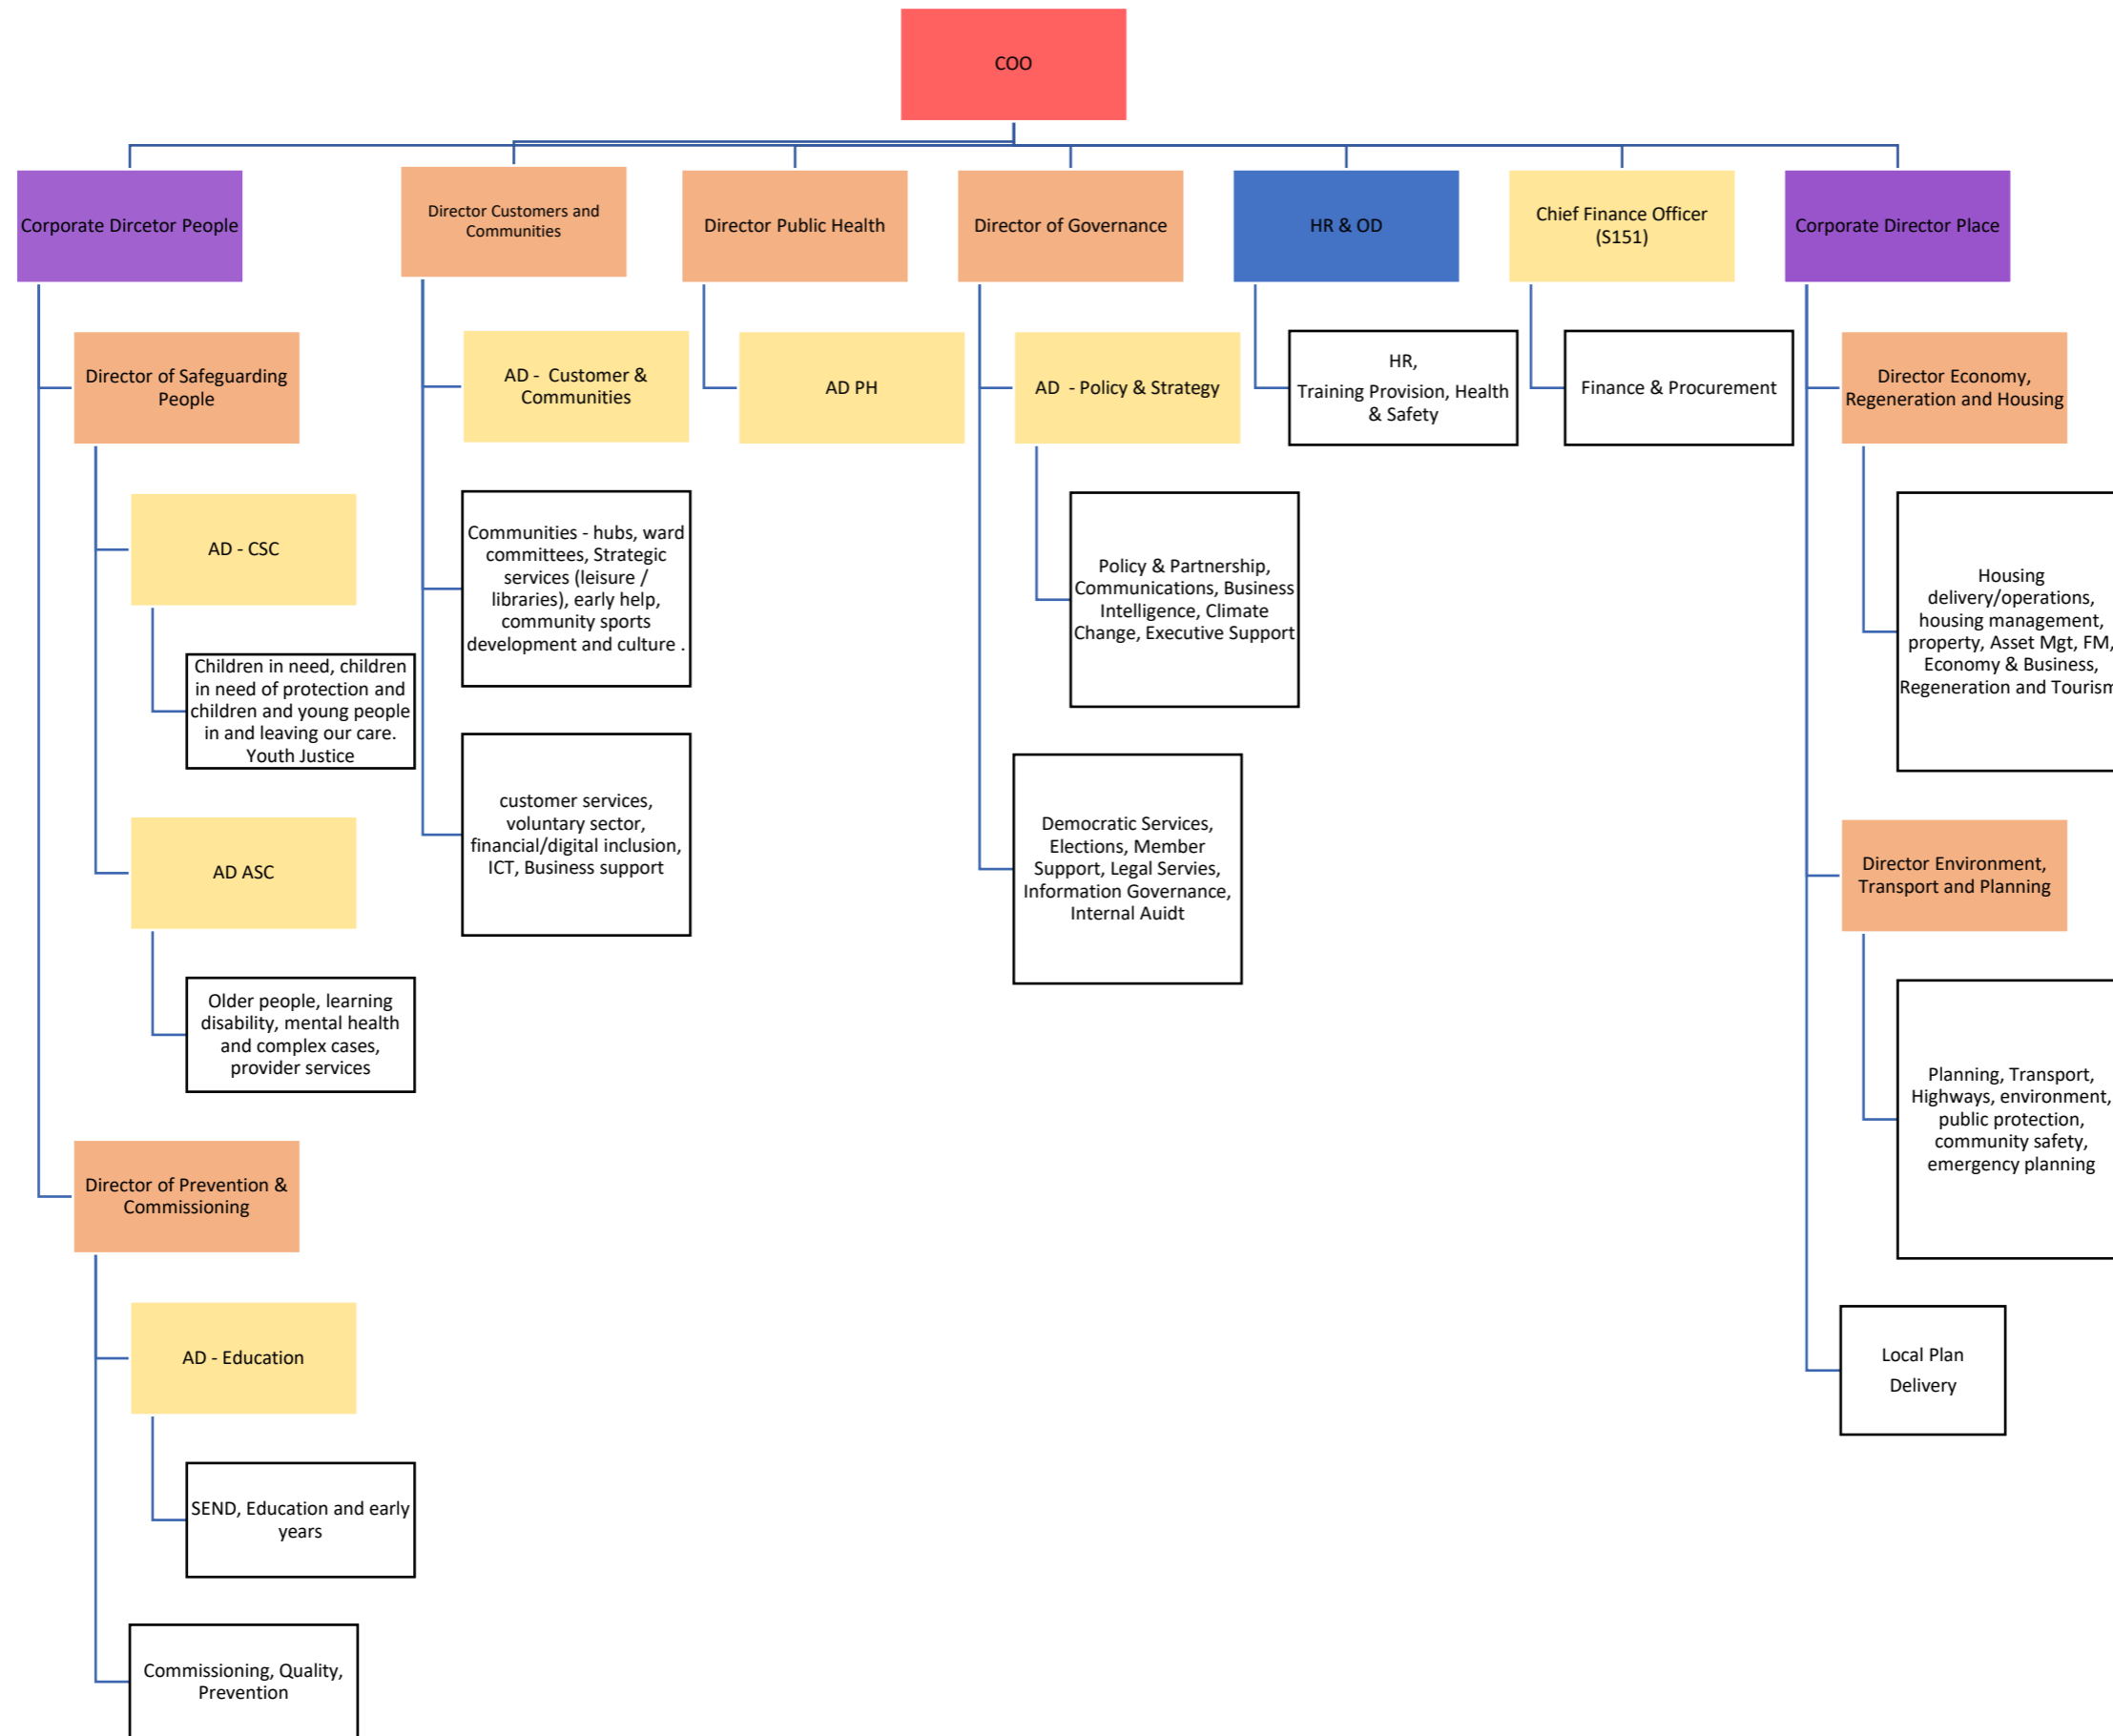 COO
Corporate Dircetor People
Director Customers and
Communities
Director Public Health
Director of Governance
HR & OD
Chief Finance Officer
(S151)
Corporate Director Place
Director of Safeguarding
People
AD -  Customer &
Communities
AD PH
AD  - Policy & Strategy
HR,
Training Provision, Health
& Safety
Finance & Procurement
Director Economy,
Regeneration and Housing
AD - CSC
Communities - hubs, ward
committees, Strategic
services (leisure /
libraries), early help,
community sports
development and culture .
Policy & Partnership,
Communications, Business
Intelligence, Climate
Change, Executive Support
Housing
delivery/operations,
housing management,
property, Asset Mgt, FM,
Economy & Business,
Regeneration and Tourism
Children in need, children
in need of protection and
children and young people
in and leaving our care.
Youth Justice
customer services,
voluntary sector,
financial/digital inclusion,
ICT, Business support
Democratic Services,
Elections, Member
Support, Legal Servies,
Information Governance,
Internal Auidt
AD ASC
Director Environment,
Transport and Planning
Older people, learning
disability, mental health
and complex cases,
provider services
Planning, Transport,
Highways, environment,
public protection,
community safety,
emergency planning
Director of Prevention &
Commissioning
AD - Education
Local Plan
Delivery
SEND, Education and early
years
Commissioning, Quality,
Prevention